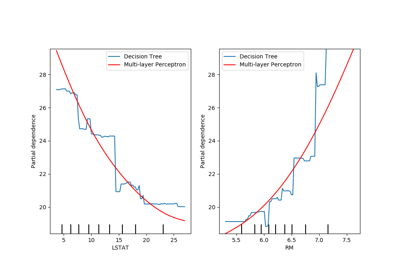 Decision Tree
Multi-layer Perceptron
Decision Tree
Multi-layer Perceptron
28
26
24
22
20
Partial dependence
5
10
15
20
25
LSTAT
28
26
24
22
20
Partial dependence
5.5
6.0
6.5
7.0
7.5
RM